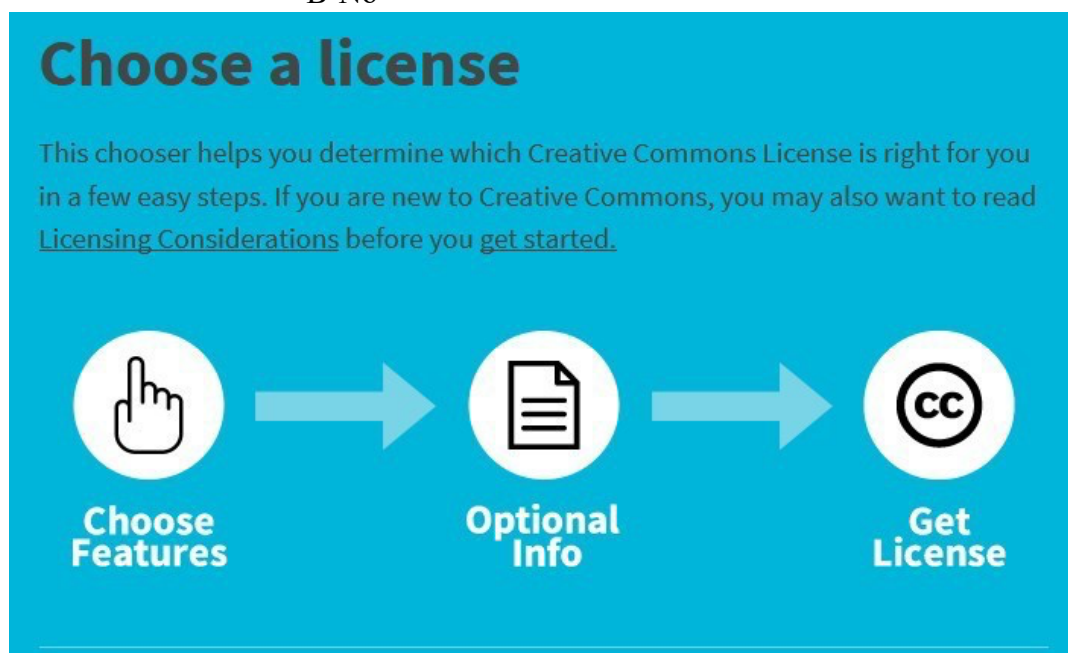 Choose a license
This chooser helps you determine which Creative Commons License is right for you
in a few easy steps. If you are new to Creative Commons, you may also want to read
Licensing Considerations before you get started.
cc
Choose
Features
Optional
Info
Get
License